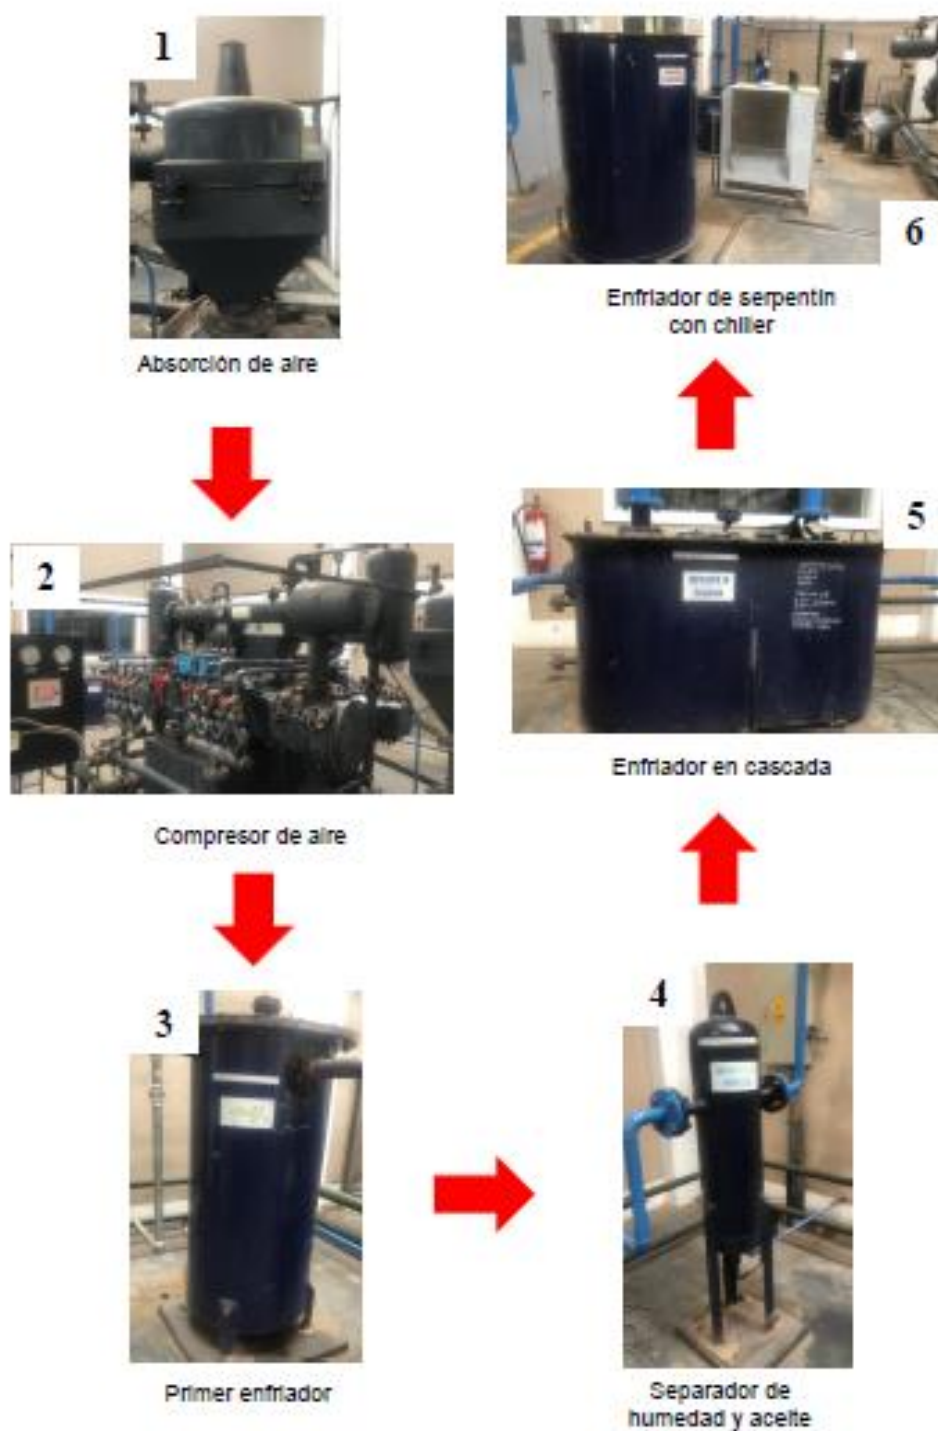 1
Absorción de aire
2
Compresor de aire
3
Primer enfriador
4
Separador de
humedad y aceite
5
Enfriador en cascada
6
Enfriador de serpentín
con chiller